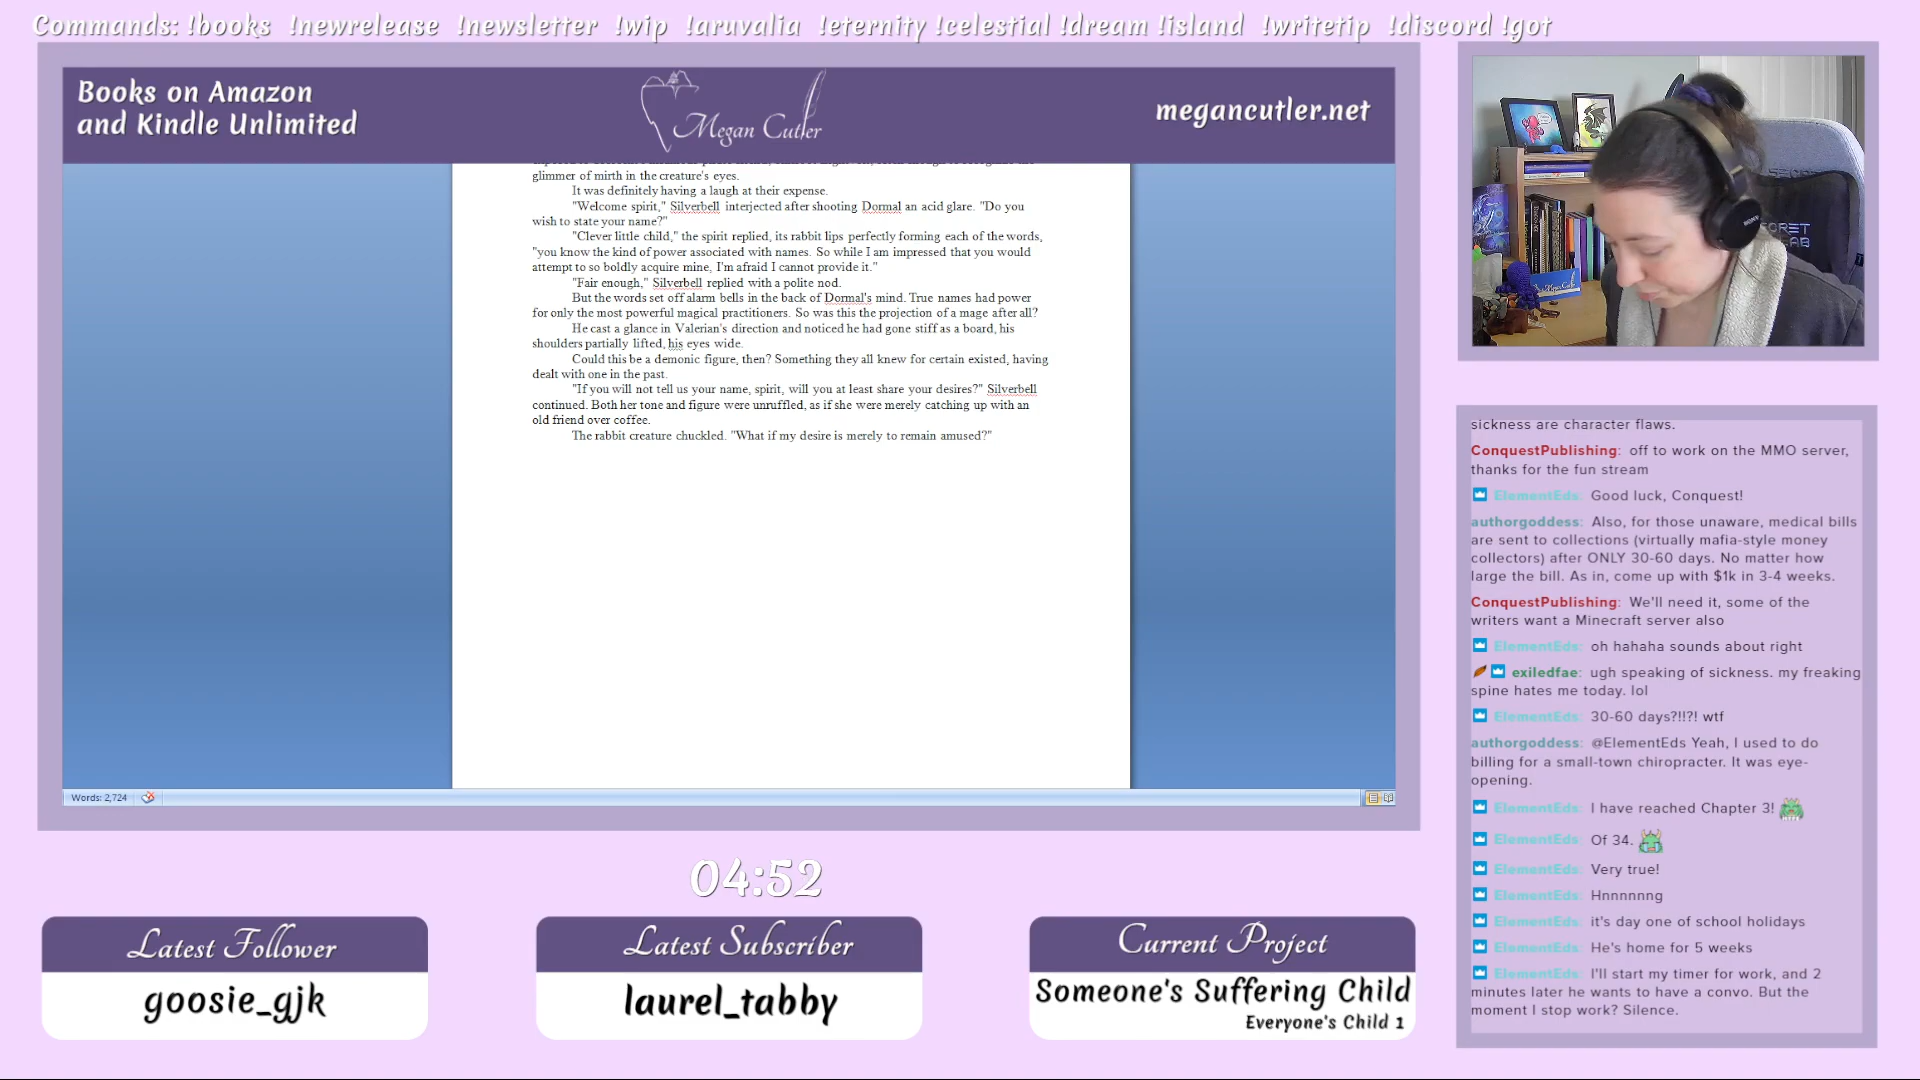 Commands: !books !newrelease !newsletter !wip !aruvalia !eternity !celestial !dream !island !writetip !discord !got
Books on Amazon
and Kindle Unlimited
Megan Cutler
megancutler.net
glimmer of mirth in the creature's eyes.
It was definitely having a laugh at their expense.
"Welcome spirit," Silverbell interjected after shooting Dormal an acid glare. "Do you
wish to state your name?"
"Clever little child," the spirit replied, its rabbit lips perfectly forming each of the words,
"you know the kind of power associated with names. So while I am impressed that you would
attempt to so boldly acquire mine, I'm afraid I cannot provide it."
"Fair enough," Silverbell replied with a polite nod.
But the words set off alarm bells in the back of Dormal's mind. True names had power
for only the most powerful magical practitioners. So was this the projection of a mage after all?
He cast a glance in Valerian's direction and noticed he had gone stiff as a board, his
shoulders partially lifted, his eyes wide.
Could this be a demonic figure, then? Something they all knew for certain existed, having
dealt with one in the past.
"If you will not tell us your name, spirit, will you at least share your desires?" Silverbell
continued. Both her tone and figure were unruffled, as if she were merely catching up with an
old friend over coffee.
The rabbit creature chuckled. "What if my desire is merely to remain amused?"
Words: 2,724
04:52
Latest Follower
goosie_gjk
Latest Subscriber
laurel_tabby
Current Project
Someone's Suffering Child
Everyone's Child 1
SONY
sickness are character flaws.
ConquestPublishing: off to work on the MMO server,
thanks for the fun stream
ElementEds: Good luck, Conquest!
authorgoddess: Also, for those unaware, medical bills
are sent to collections (virtually mafia-style money
collectors) after ONLY 30-60 days. No matter how
large the bill. As in, come up with $1k in 3-4 weeks.
ConquestPublishing: We'll need it, some of the
writers want a Minecraft server also
ElementEds: oh hahaha sounds about right
exiledfae: ugh speaking of sickness. my freaking
spine hates me today. lol
ElementEds: 30-60 days?!!?! wtf
authorgoddess: @ElementEds Yeah, I used to do
billing for a small-town chiropracter. It was eye-
opening.
ElementEds: I have reached Chapter 3!
ElementEds: Of 34.
ElementEds: Very true!
ElementEds: Hnnnnnng
ElementEds: it's day one of school holidays
ElementEds: He's home for 5 weeks
ElementEds: I'll start my timer for work, and 2
minutes later he wants to have a convo. But the
moment I stop work? Silence.